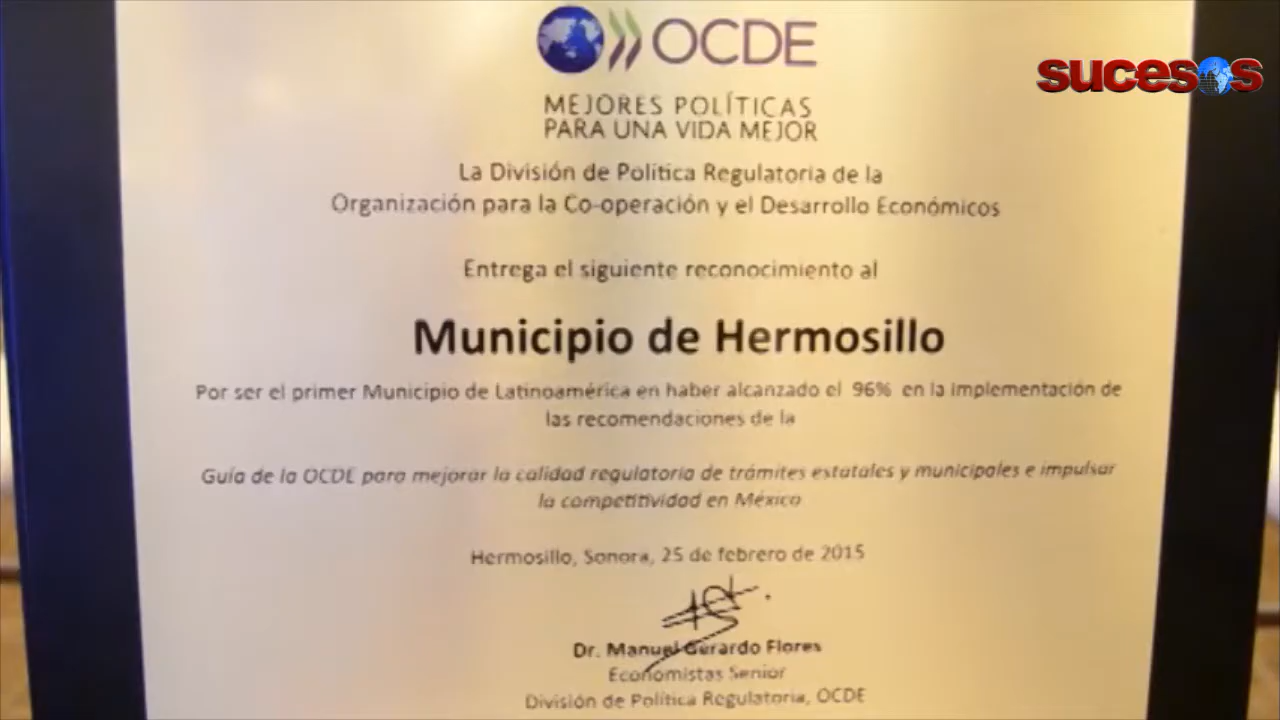 OCDE
sucesos
MEJORES POLÍTICAS
PARA UNA VIDA MEJOR
La División de Política Regulatoria de la
Organización para la Co-operación y el Desarrollo Económicos
Entrega el siguiente reconocimiento al
Municipio de Hermosillo
Por ser el primer Municipio de Latinoamérica en haber alcanzado el 96% en la implementación de
las recomendaciones de la
Guía de la OCDE para mejorar la calidad regulatoria de trámites estatales y municipales e impulsar
la competitividad en México
Hermosillo, Sonora, 25 de febrero de 2015
Dr. Manuel Gerardo Flores
Economistas Senior
División de Política Regulatoria, OCDE